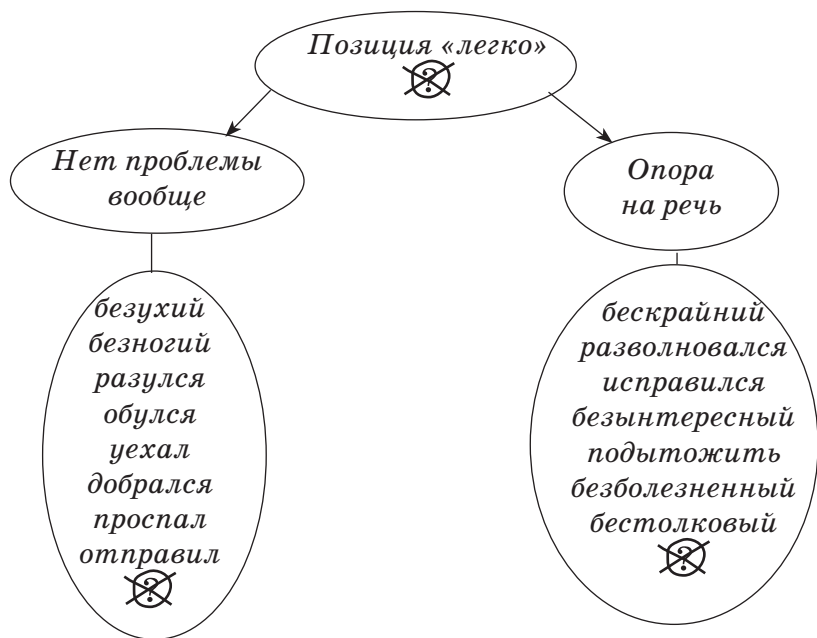 Позиция «легко»
?
Нет проблемы
вообще
Опора
на речь
безухий
безногий
разулся
обулся
уехал
добрался
проспал
отправил
?
бескрайний
разволновался
исправился
безынтересный
подытожить
безболезненный
бестолковый
?